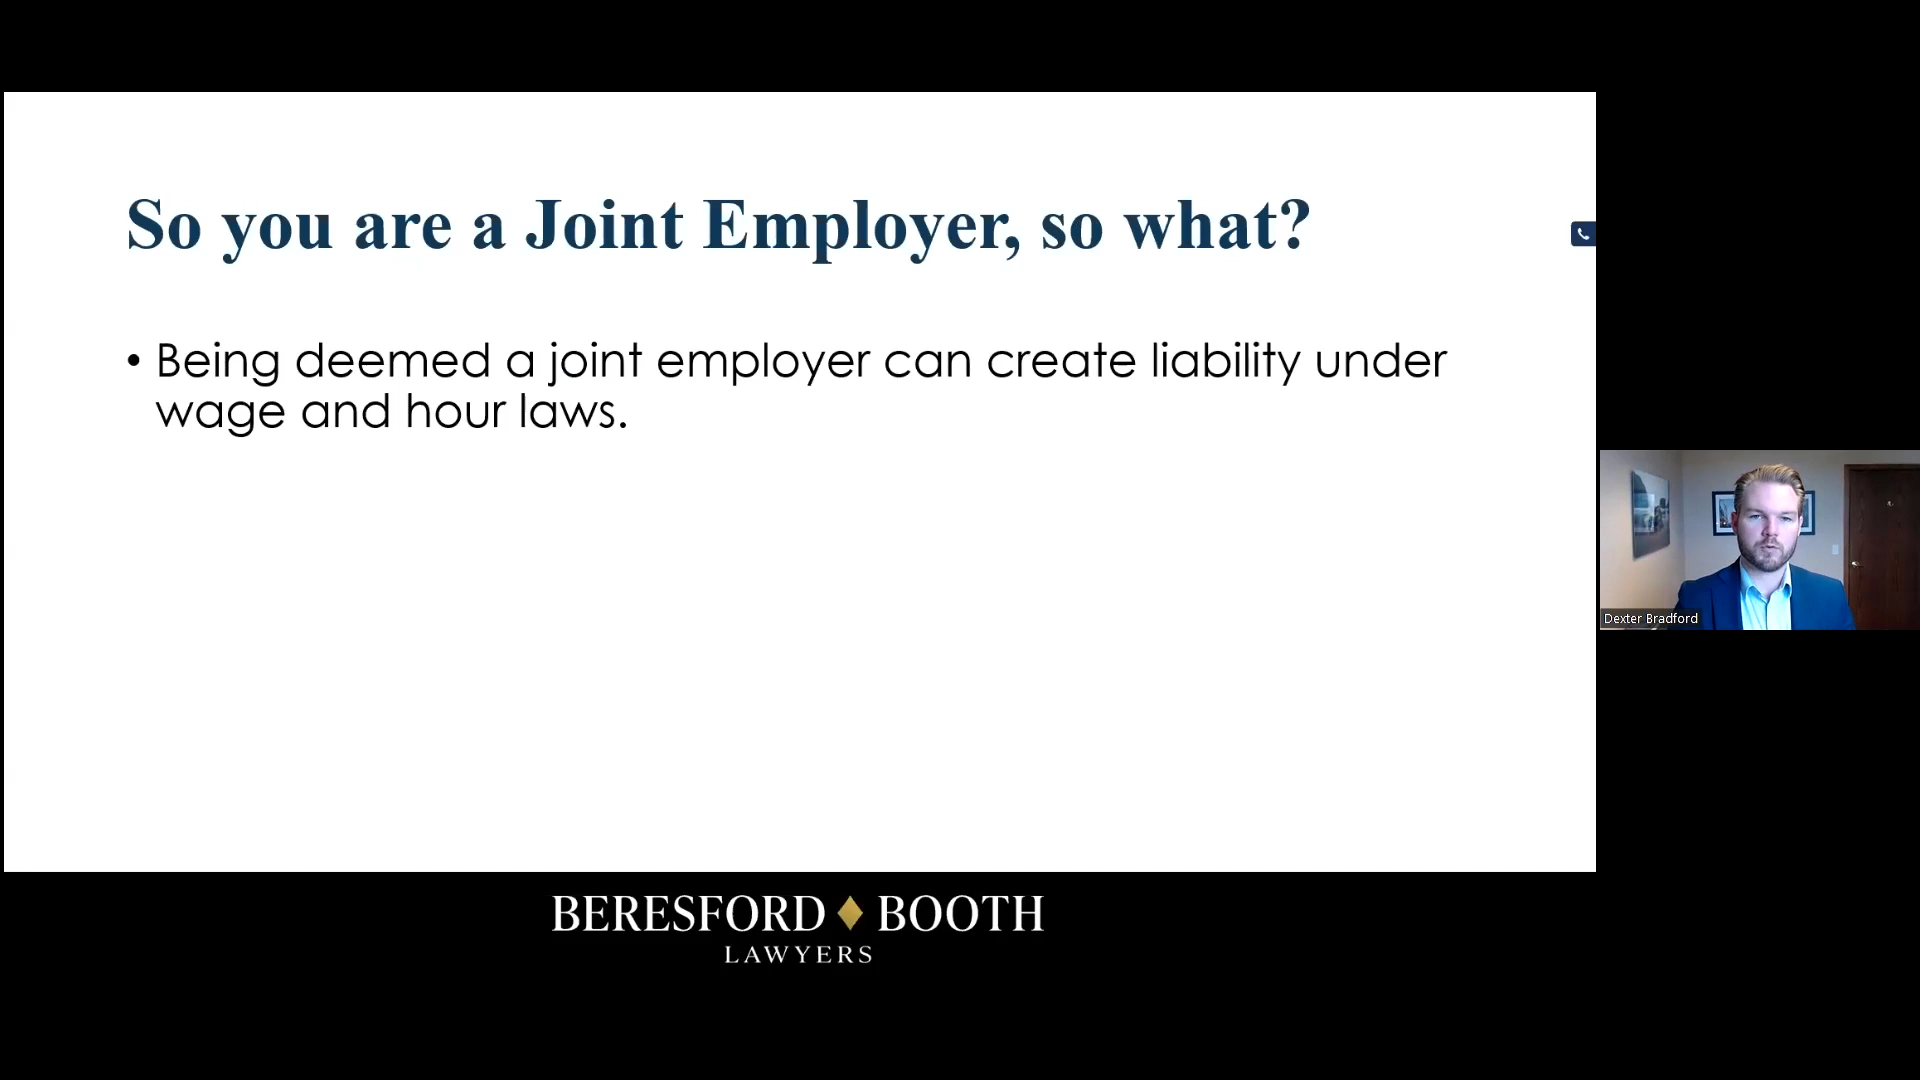 So you are a Joint Employer, so what?
• Being deemed a joint employer can create liability under
wage and hour laws.
Dexter Bradford
BERESFORD BOOTH
LAWYERS